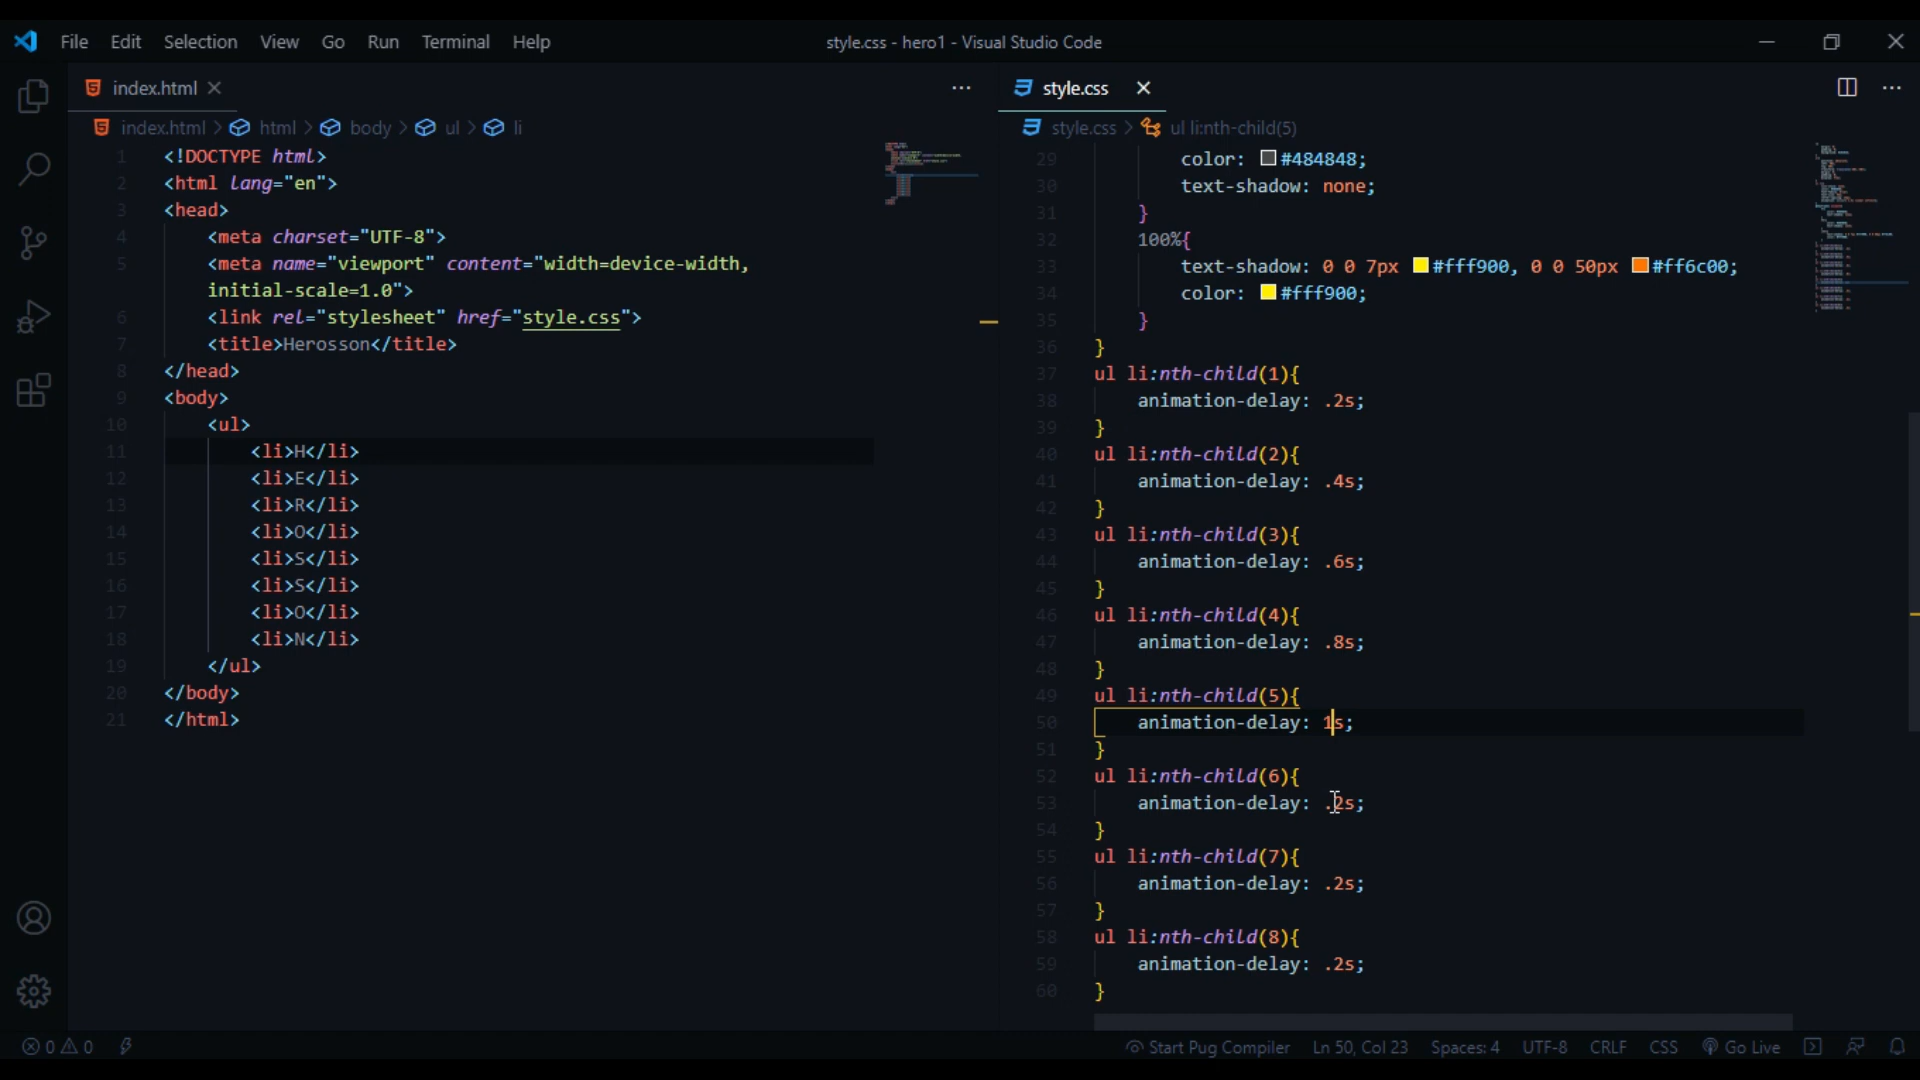 File Edit Selection View Go Run Terminal Help
style.css - hero1 - Visual Studio Code
index.html
index.html > html > body > ul > li
1 <!DOCTYPE html>
2 <html lang="en">
3 <head>
4 <meta charset="UTF-8">
5 <meta name="viewport" content="width=device-width,
initial-scale=1.0">
6 <link rel="stylesheet" href="style.css">
7 <title>Herosson</title>
8 </head>
9 <body>
10 <ul>
11 <li>H</li>
12 <li>E</li>
13 <li>R</li>
14 <li>O</li>
15 <li>S</li>
16 <li>S</li>
17 <li>O</li>
18 <li>N</li>
19 </ul>
20 </body>
21 </html>
style.css
style.css > ul li:nth-child(5)
29 color: #484848;
30 text-shadow: none;
31 }
32 100%{
33 text-shadow: 0 0 7px #fff900, 0 0 50px #ff6c00;
34 color: #fff900;
35 }
36 }
37 ul li:nth-child(1){
38 animation-delay: .2s;
39 }
40 ul li:nth-child(2){
41 animation-delay: .4s;
42 }
43 ul li:nth-child(3){
44 animation-delay: .6s;
45 }
46 ul li:nth-child(4){
47 animation-delay: .8s;
48 }
49 ul li:nth-child(5){
50 animation-delay: 1s;
51 }
52 ul li:nth-child(6){
53 animation-delay: .2s;
54 }
55 ul li:nth-child(7){
56 animation-delay: .2s;
57 }
58 ul li:nth-child(8){
59 animation-delay: .2s;
60 }
0 0
Start Pug Compiler Ln 50, Col 23 Spaces: 4 UTF-8 CRLF CSS Go Live